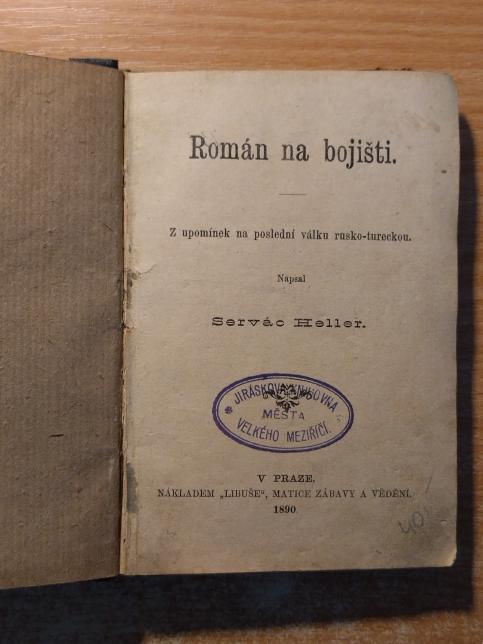 Román na bojišti.
Z upomínek na poslední válku rusko-tureckou.
Napsal
Servác Heller.
JIRÁSKOVA KNIHOVNA
MĚSTA
VELKÉHO MEZIŘÍČÍ.
V PRAZE.
NÁKLADEM „LIBUŠE“, MATICE ZÁBAVY A VĚDĚNÍ.
1890.